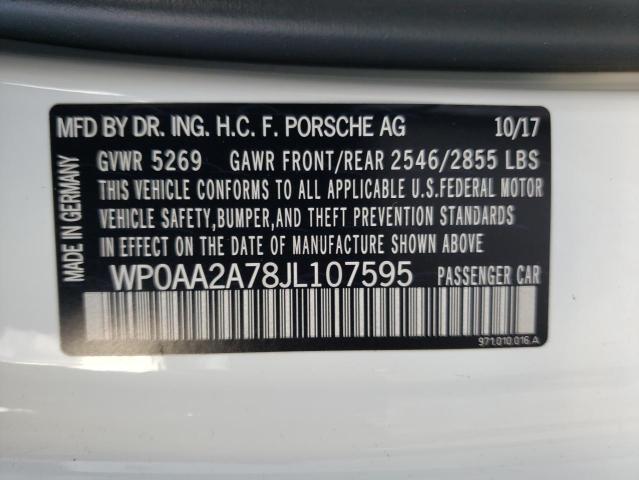 MFD BY DR. ING. H.C. F. PORSCHE AG 10/17
GVWR 5269 GAWR FRONT/REAR 2546/2855 LBS
THIS VEHICLE CONFORMS TO ALL APPLICABLE U.S.FEDERAL MOTOR
VEHICLE SAFETY,BUMPER,AND THEFT PREVENTION STANDARDS
IN EFFECT ON THE DATE OF MANUFACTURE SHOWN ABOVE.
WP0AA2A78JL107595 PASSENGER CAR
971.010.016.A
MADE IN GERMANY